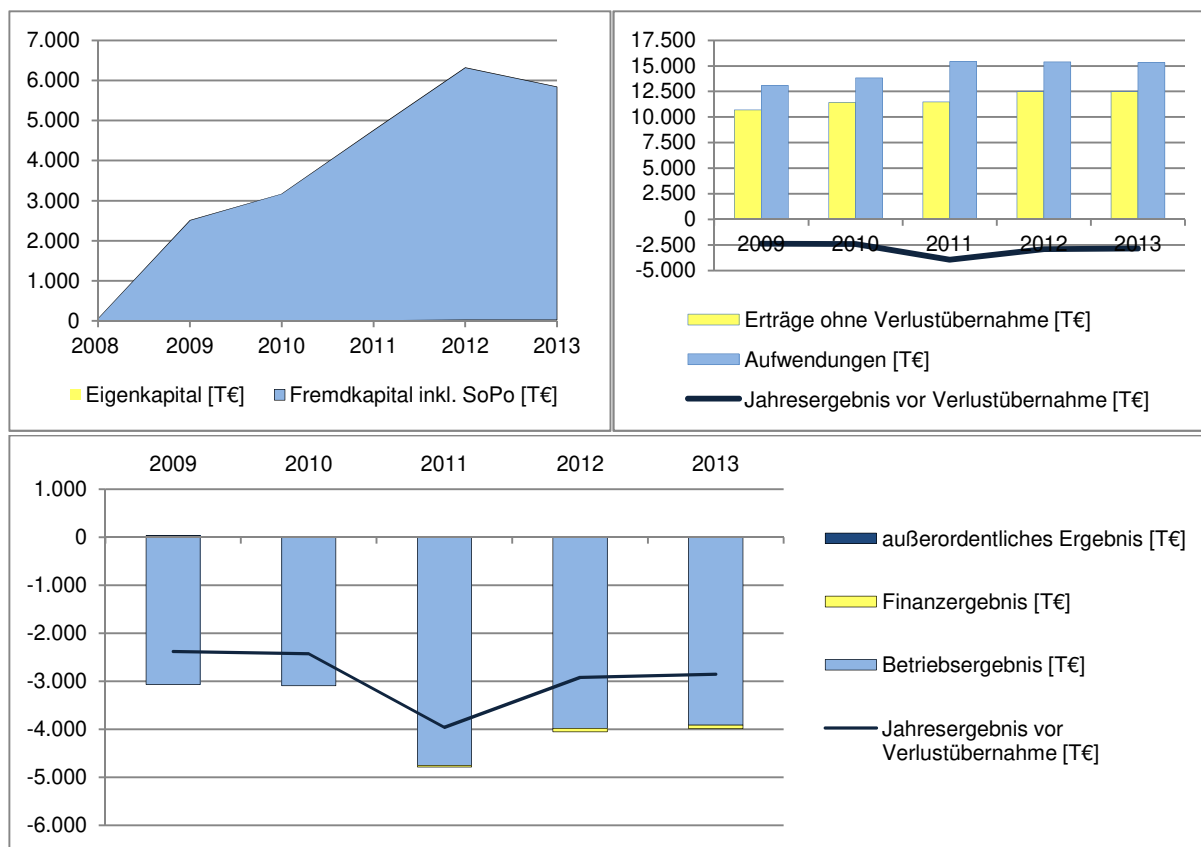 7.000
6.000
5.000
4.000
3.000
2.000
1.000
0
2008 2009 2010 2011 2012 2013
Eigenkapital [T€] Fremdkapital inkl. SoPo [T€]
17.500
15.000
12.500
10.000
7.500
5.000
2.500
0
-2.500
-5.000
2009 2010 2011 2012 2013
Erträge ohne Verlustübernahme [T€]
Aufwendungen [T€]
Jahresergebnis vor Verlustübernahme [T€]
2009 2010 2011 2012 2013
1.000
0
-1.000
-2.000
-3.000
-4.000
-5.000
-6.000
außerordentliches Ergebnis [T€]
Finanzergebnis [T€]
Betriebsergebnis [T€]
Jahresergebnis vor
Verlustübernahme [T€]